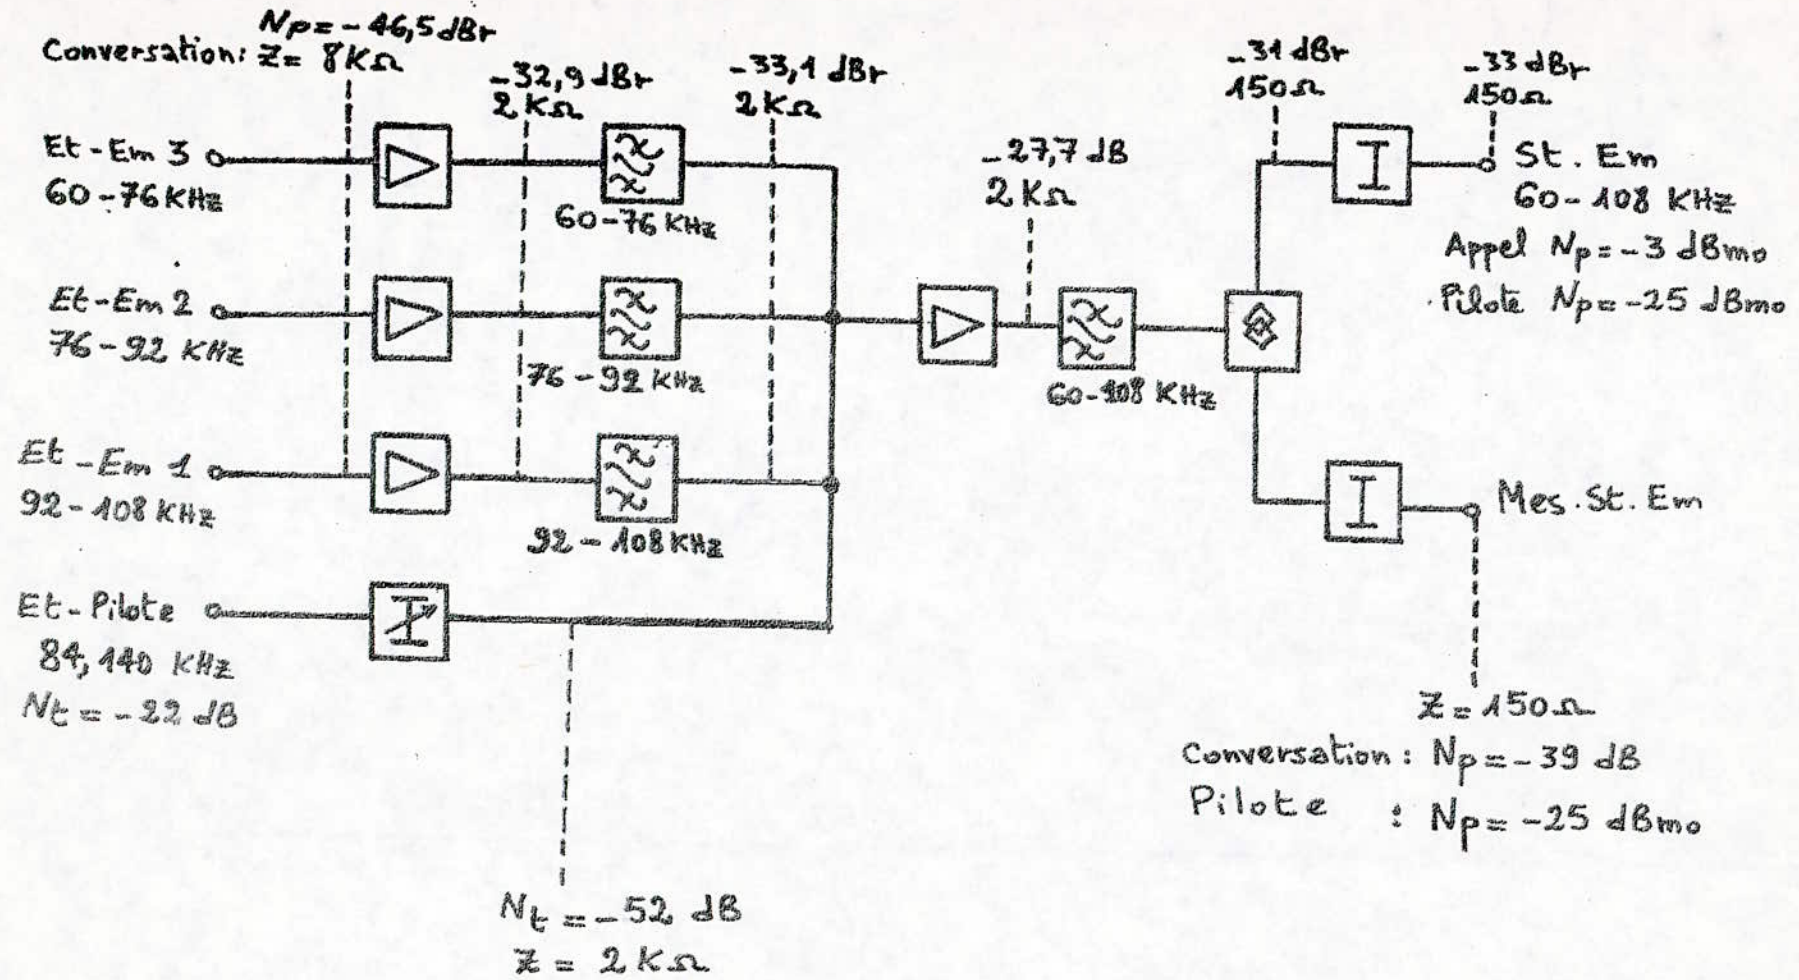 Np = -46,5 dBr
Conversation: Z = 8KΩ
-32,9 dBr
2 KΩ
-33,1 dBr
2 KΩ
-31 dBr
150Ω
-33 dBr
150Ω
Et-Em 3
60-76 KHz
60-76 KHz
-27,7 dB
2 KΩ
St. Em
60-108 KHz
Appel Np = -3 dBmo
Pilote Np = -25 dBmo
Et-Em 2
76-92 KHz
76-92 KHz
60-108 KHz
Et-Em 1
92-108 KHz
92-108 KHz
Mes. St. Em
Et-Pilote
84,140 KHz
Nt = -22 dB
Z = 150Ω
Conversation : Np = -39 dB
Pilote : Np = -25 dBmo
Nt = -52 dB
Z = 2 KΩ